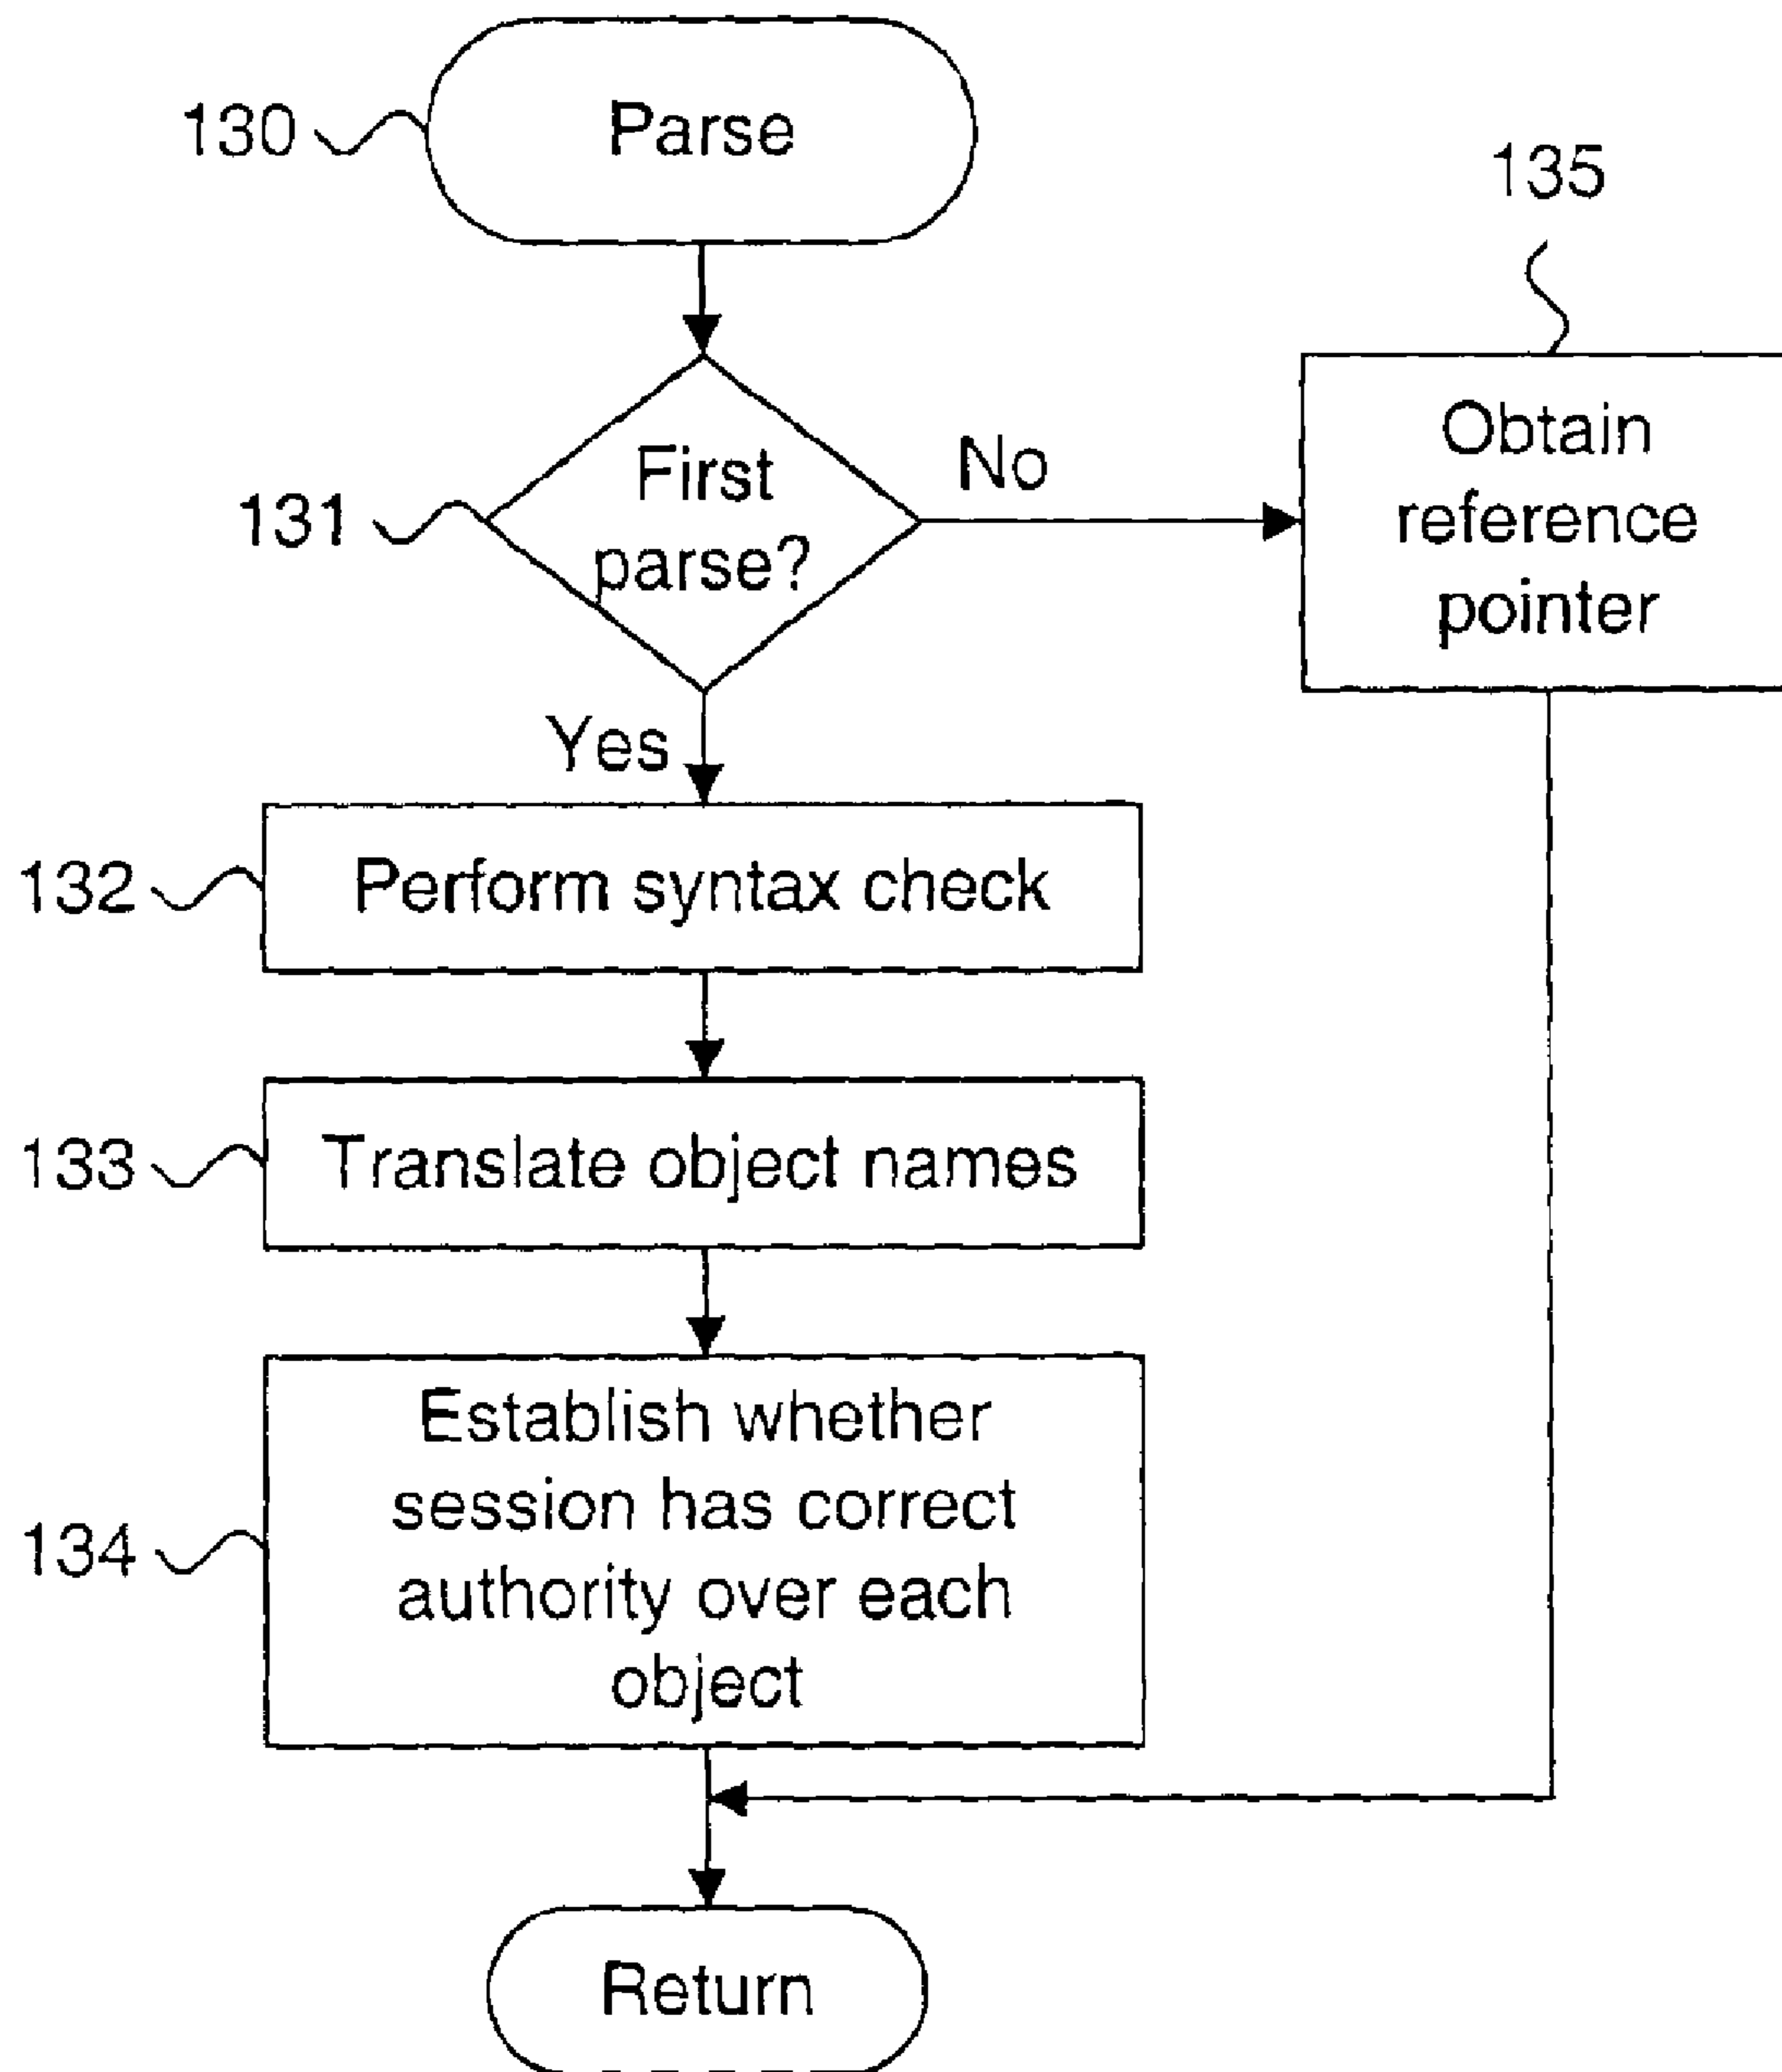 130
Parse
135
131
First
parse?
No
Obtain
reference
pointer
Yes
132
Perform syntax check
133
Translate object names
134
Establish whether
session has correct
authority over each
object
Return